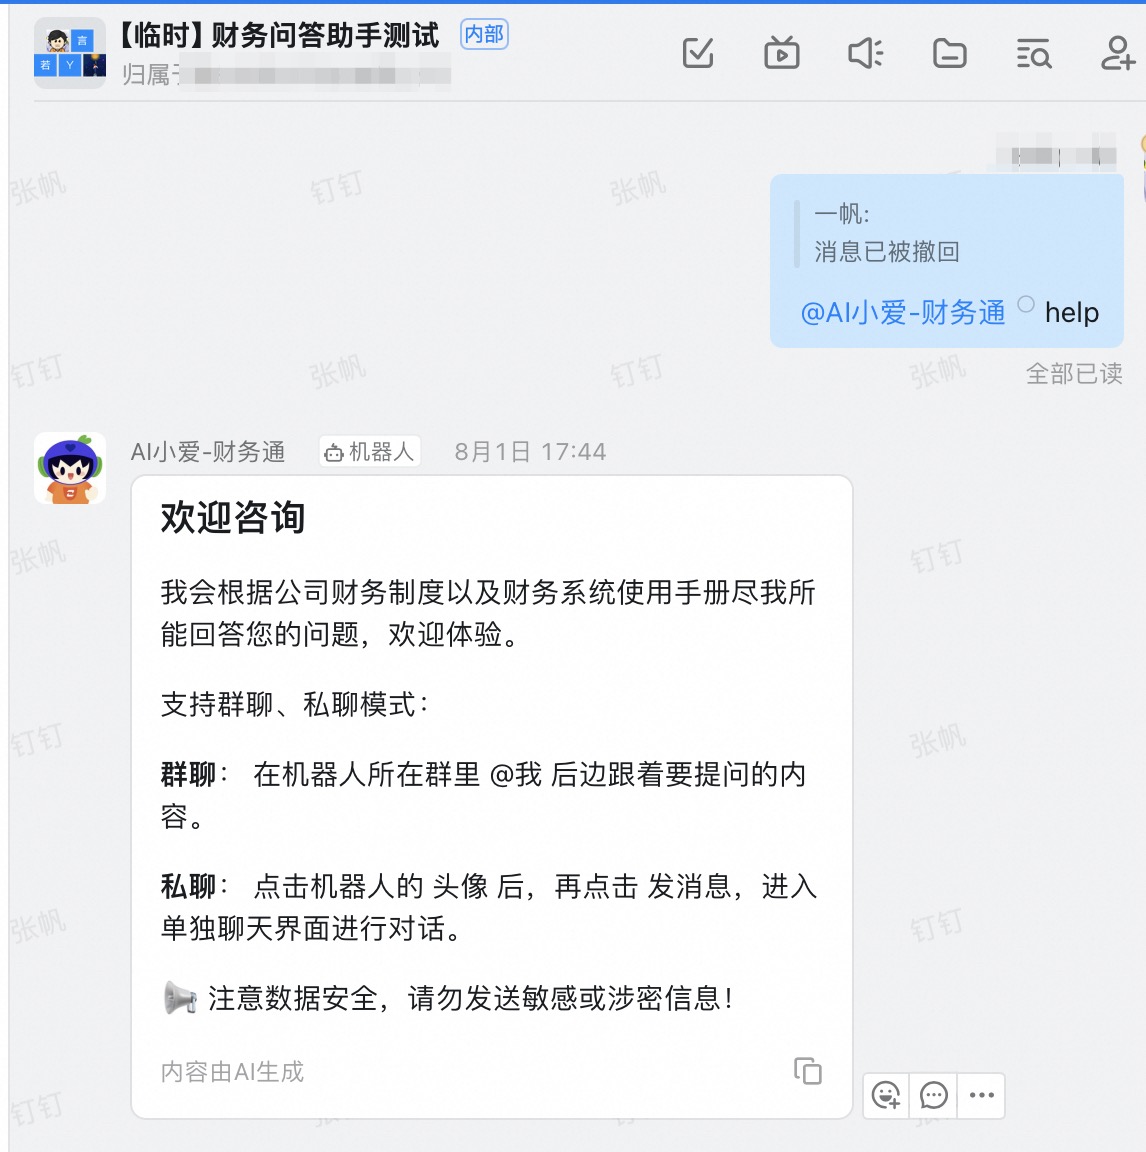 【临时】财务问答助手测试 内部
言
若 Y
归属于
一帆:
消息已被撤回
@AI小爱-财务通 help
全部已读
AI小爱-财务通 机器人 8月1日 17:44
欢迎咨询
我会根据公司财务制度以及财务系统使用手册尽我所
能回答您的问题，欢迎体验。
支持群聊、私聊模式：
群聊： 在机器人所在群里 @我 后边跟着要提问的内
容。
私聊： 点击机器人的 头像 后，再点击 发消息，进入
单独聊天界面进行对话。
注意数据安全，请勿发送敏感或涉密信息！
内容由AI生成
张帆 钉钉 张帆
钉钉 张帆 钉钉 张帆
张帆 钉钉
钉钉 张帆
张帆 钉钉
钉钉